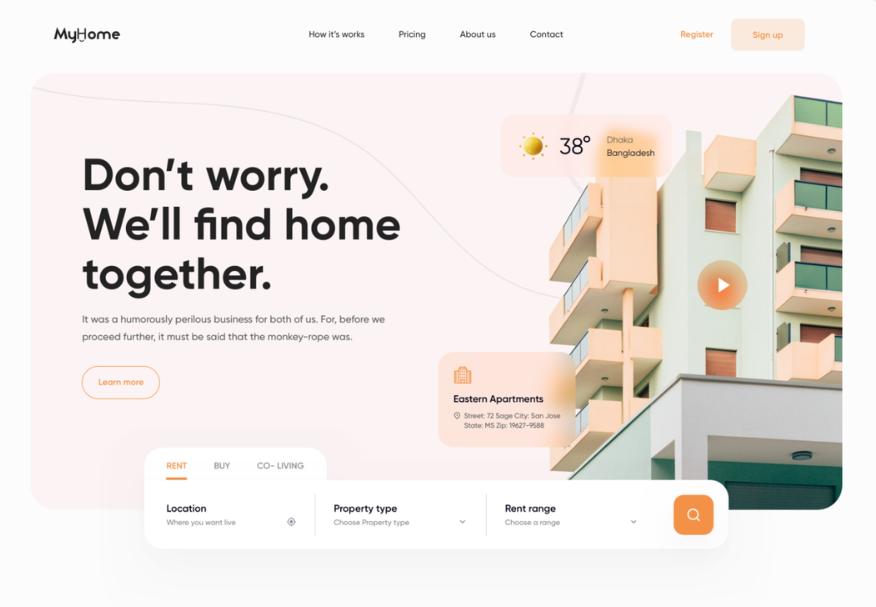 MyHome
How it's works
Pricing
About us
Contact
Register
Sign up
38°
Dhaka
Bangladesh
Don't worry.
We'll find home
together.
It was a humorously perilous business for both of us. For, before we
proceed further, it must be said that the monkey-rope was.
Learn more
Eastern Apartments
Street: 72 Sage City: San Jose
State: MS Zip: 19627-9588
RENT
BUY
CO- LIVING
Location
Where you want live
Property type
Choose Property type
Rent range
Choose a range